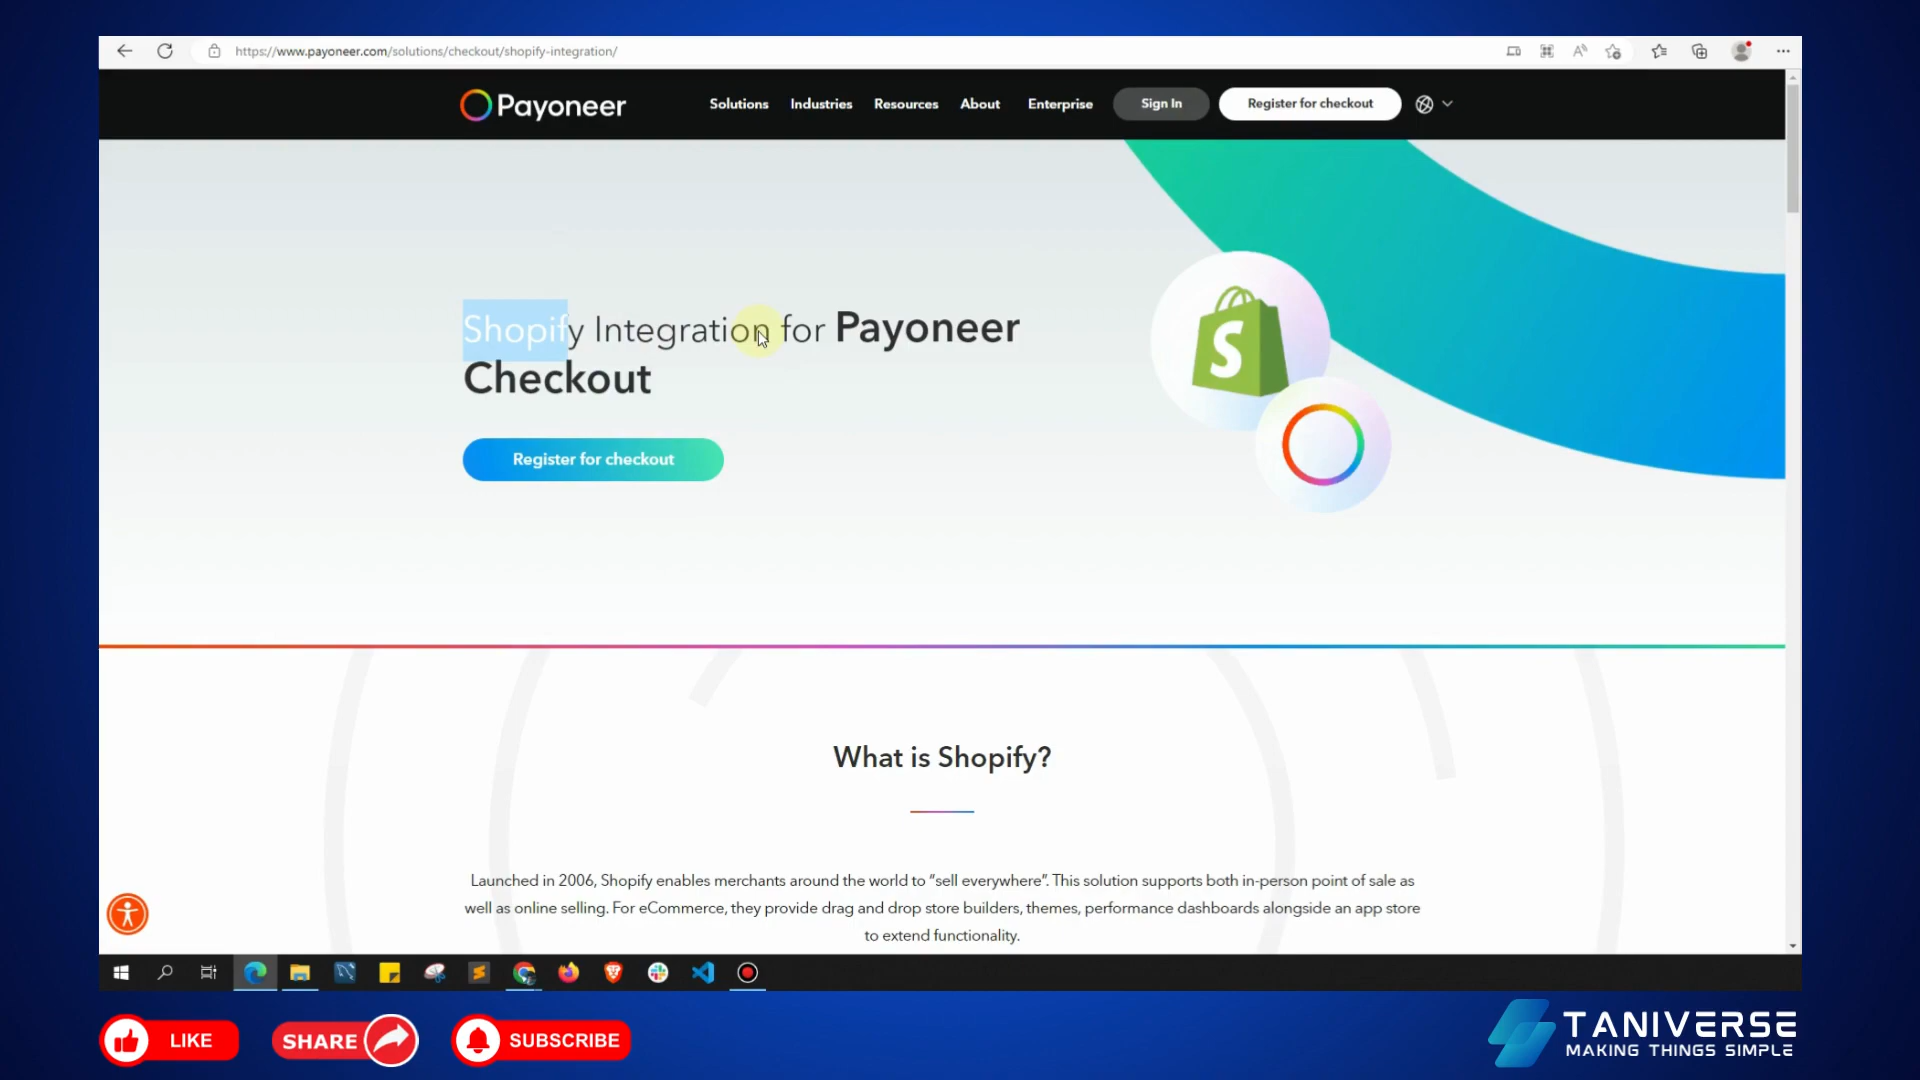 https://www.payoneer.com/solutions/checkout/shopify-integration/
Payoneer
Solutions
Industries
Resources
About
Enterprise
Sign In
Register for checkout
Shopify Integration for Payoneer
Checkout
Register for checkout
What is Shopify?
Launched in 2006, Shopify enables merchants around the world to “sell everywhere”. This solution supports both in-person point of sale as
well as online selling. For eCommerce, they provide drag and drop store builders, themes, performance dashboards alongside an app store
to extend functionality.
LIKE
SHARE
SUBSCRIBE
TANIVERSE
MAKING THINGS SIMPLE